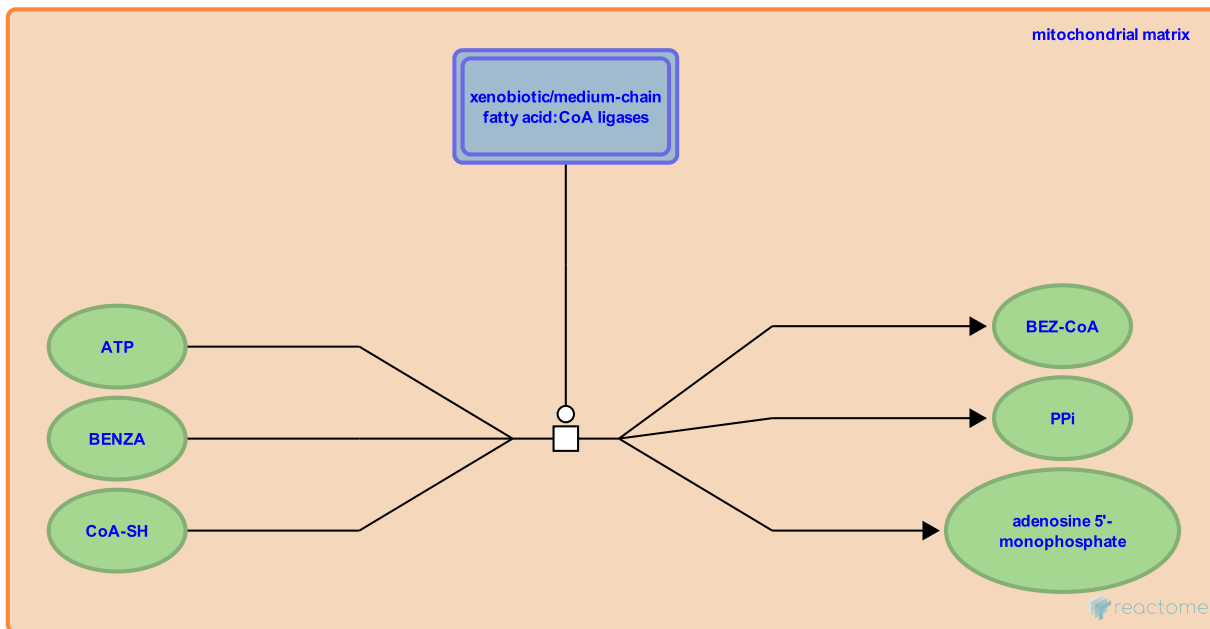 mitochondrial matrix
xenobiotic/medium-chain
fatty acid:CoA ligases
ATP
BENZA
CoA-SH
BEZ-CoA
PPi
adenosine 5'-
monophosphate
reactome